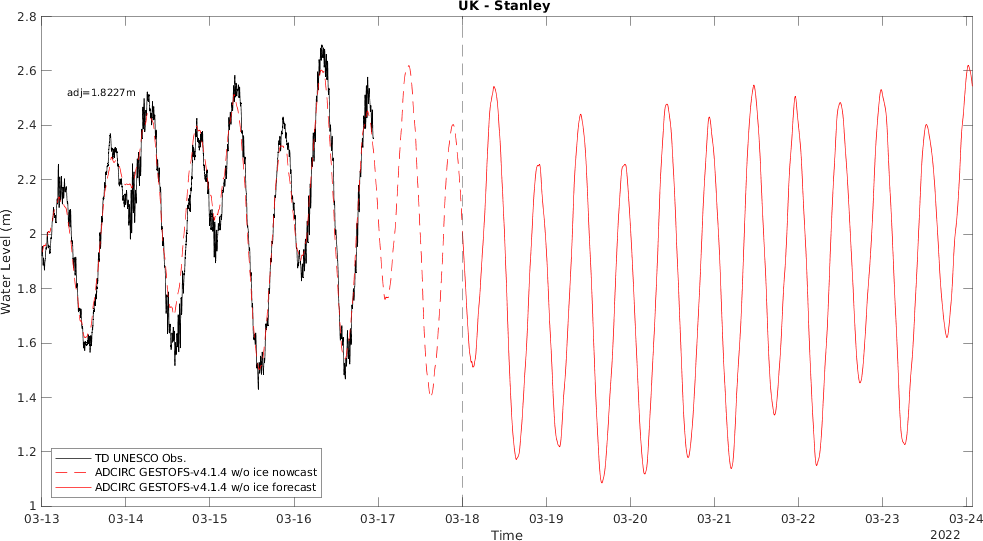 UK - Stanley
2.8
2.6
adj=1.8227m
2.4
2.2
2
1.8
1.6
1.4
1.2
1
Water Level (m)
TD UNESCO Obs.
ADCIRC GESTOFS-v4.1.4 w/o ice nowcast
ADCIRC GESTOFS-v4.1.4 w/o ice forecast
03-13 03-14 03-15 03-16 03-17 03-18 03-19 03-20 03-21 03-22 03-23 03-24
Time
2022